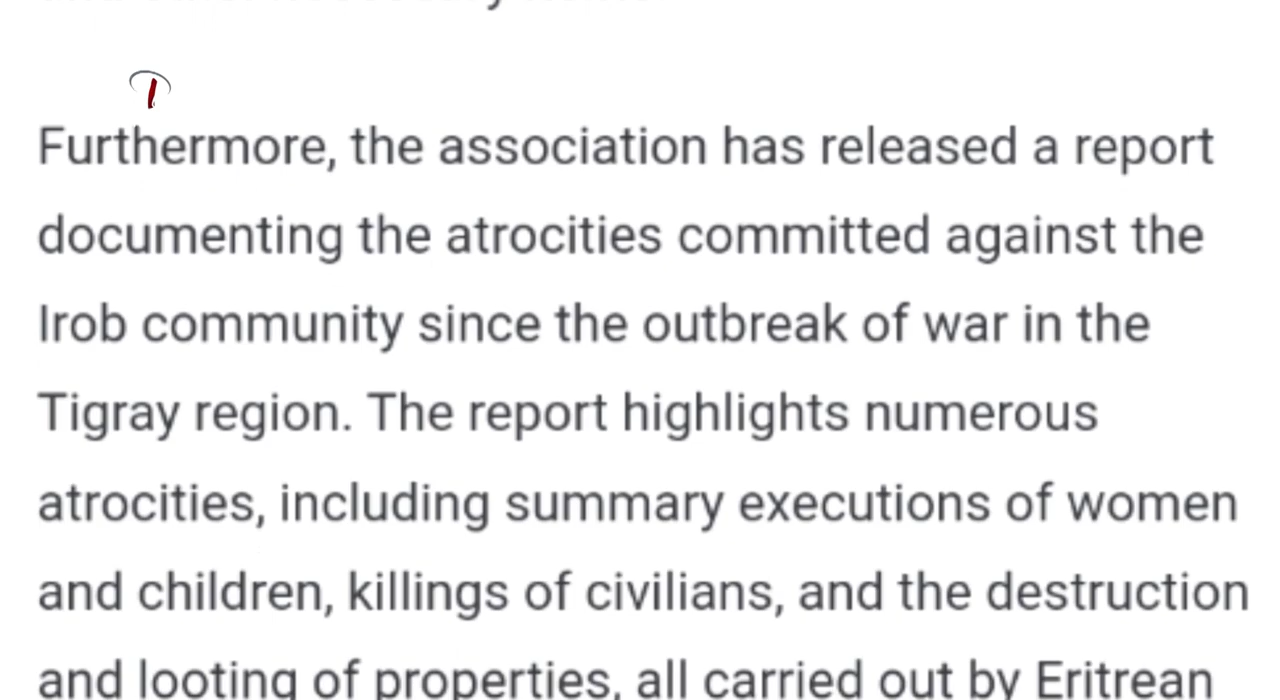 Furthermore, the association has released a report
documenting the atrocities committed against the
Irob community since the outbreak of war in the
Tigray region. The report highlights numerous
atrocities, including summary executions of women
and children, killings of civilians, and the destruction
and looting of properties, all carried out by Eritrean